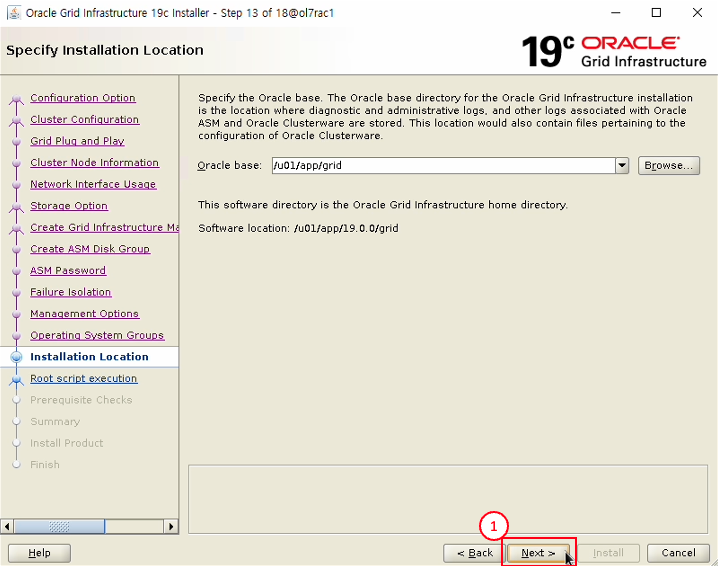 Oracle Grid Infrastructure 19c Installer - Step 13 of 18@ol7rac1
Specify Installation Location
19c ORACLE
Grid Infrastructure
Configuration Option
Cluster Configuration
Grid Plug and Play
Cluster Node Information
Network Interface Usage
Storage Option
Create Grid Infrastructure Ma
Create ASM Disk Group
ASM Password
Failure Isolation
Management Options
Operating System Groups
Installation Location
Root script execution
Prerequisite Checks
Summary
Install Product
Finish
Specify the Oracle base. The Oracle base directory for the Oracle Grid Infrastructure installation
is the location where diagnostic and administrative logs, and other logs associated with Oracle
ASM and Oracle Clusterware are stored. This location would also contain files pertaining to the
configuration of Oracle Clusterware.
Oracle base: /u01/app/grid Browse...
This software directory is the Oracle Grid Infrastructure home directory.
Software location: /u01/app/19.0.0/grid
1
Help < Back Next > Install Cancel